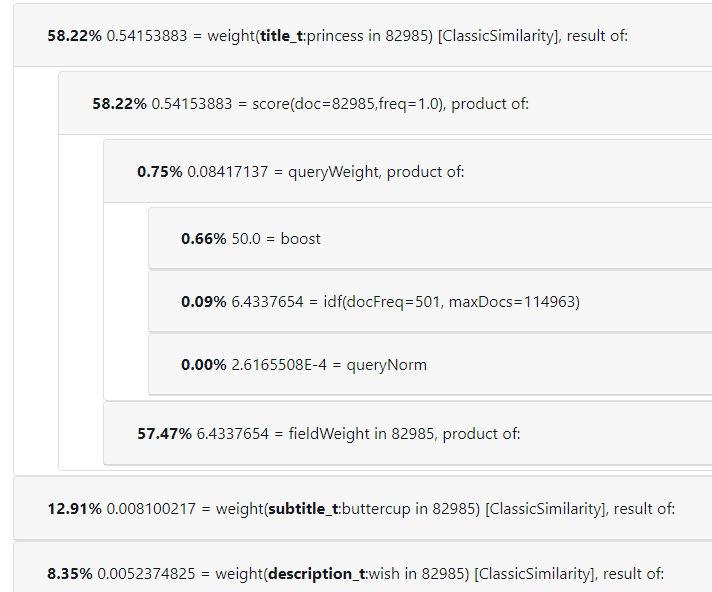 58.22% 0.54153883 = weight(title_t:princess in 82985) [ClassicSimilarity], result of:
58.22% 0.54153883 = score(doc=82985,freq=1.0), product of:
0.75% 0.08417137 = queryWeight, product of:
0.66% 50.0 = boost
0.09% 6.4337654 = idf(docFreq=501, maxDocs=114963)
0.00% 2.6165508E-4 = queryNorm
57.47% 6.4337654 = fieldWeight in 82985, product of:
12.91% 0.008100217 = weight(subtitle_t:buttercup in 82985) [ClassicSimilarity], result of:
8.35% 0.0052374825 = weight(description_t:wish in 82985) [ClassicSimilarity], result of: